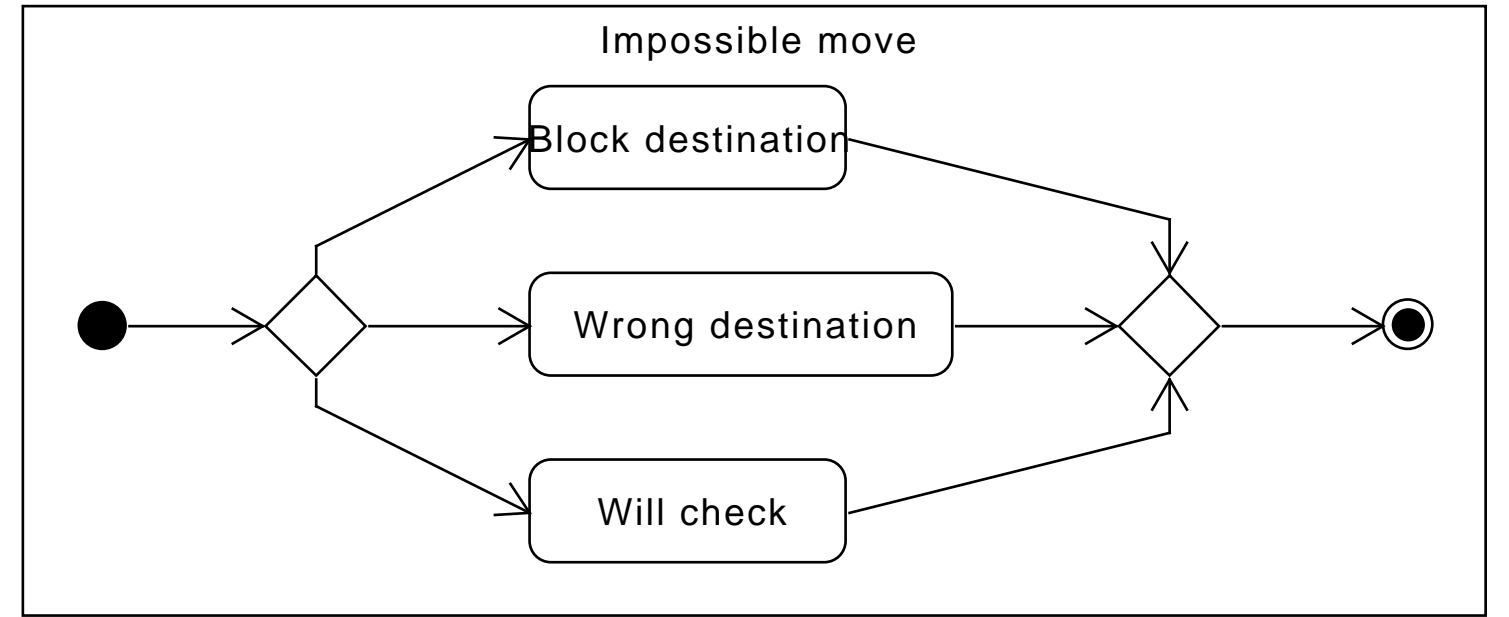 Impossible move
Block destination
Wrong destination
Will check